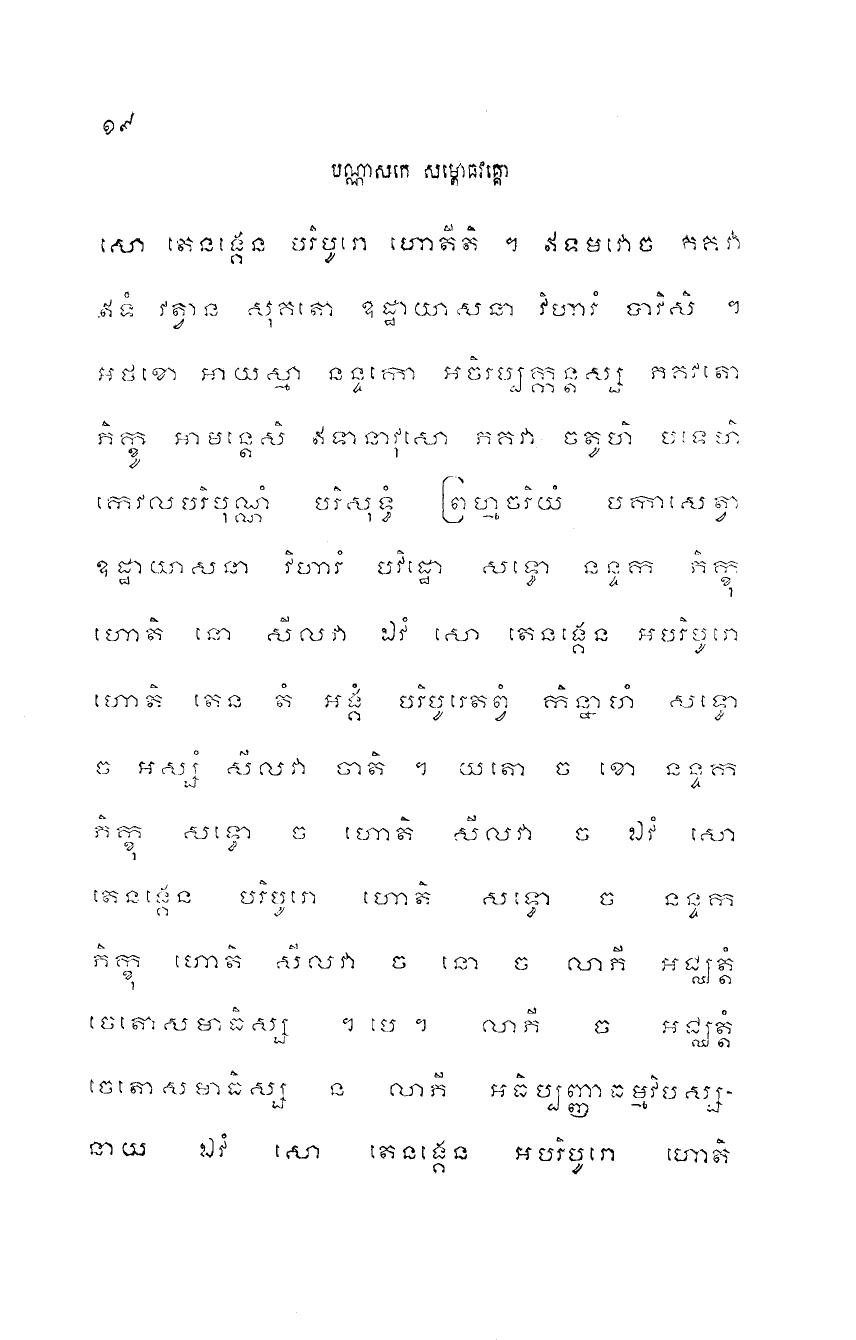 ១៩
បណ្ណាសកេ សម្ពោធវគ្គោ
សោ តេនង្គេន បរិបូរោ ហោតីតិ ។ ឥទមវោច ភគវា
ឥទំ វត្វាន សុគតោ ឧដ្ឋាយាសនា វិហារំ បាវិសិ ។
អថខោ អាយស្មា នន្ទកោ អចិរប្បក្កន្តស្ស ភគវតោ
ភិក្ខូ អាមន្តេសិ ឥទានាវុសោ ភគវា ចតូហិ បទេហិ
កេវលបរិបុណ្ណំ បរិសុទ្ធំ ព្រហ្មចរិយំ បកាសេត្វា
ឧដ្ឋាយាសនា វិហារំ បវិដ្ឋោ សទ្ធោ នន្ទក ភិក្ខុ
ហោតិ នោ សីលវា ឯវំ សោ តេនង្គេន អបរិបូរោ
ហោតិ តេន តំ អង្គំ បរិបូរេតព្វំ កិន្នាហំ សទ្ធោ
ច អស្សំ សីលវា ចាតិ ។ យតោ ច ខោ នន្ទក
ភិក្ខុ សទ្ធោ ច ហោតិ សីលវា ច ឯវំ សោ
តេនង្គេន បរិបូរោ ហោតិ សទ្ធោ ច នន្ទក
ភិក្ខុ ហោតិ សីលវា ច នោ ច លាភី អជ្ឈត្តំ
ចេតោសមាធិស្ស ។ បេ ។ លាភី ច អជ្ឈត្តំ
ចេតោសមាធិស្ស ន លាភី អធិប្បញ្ញាធម្មវិបស្ស-
នាយ ឯវំ សោ តេនង្គេន អបរិបូរោ ហោតិ